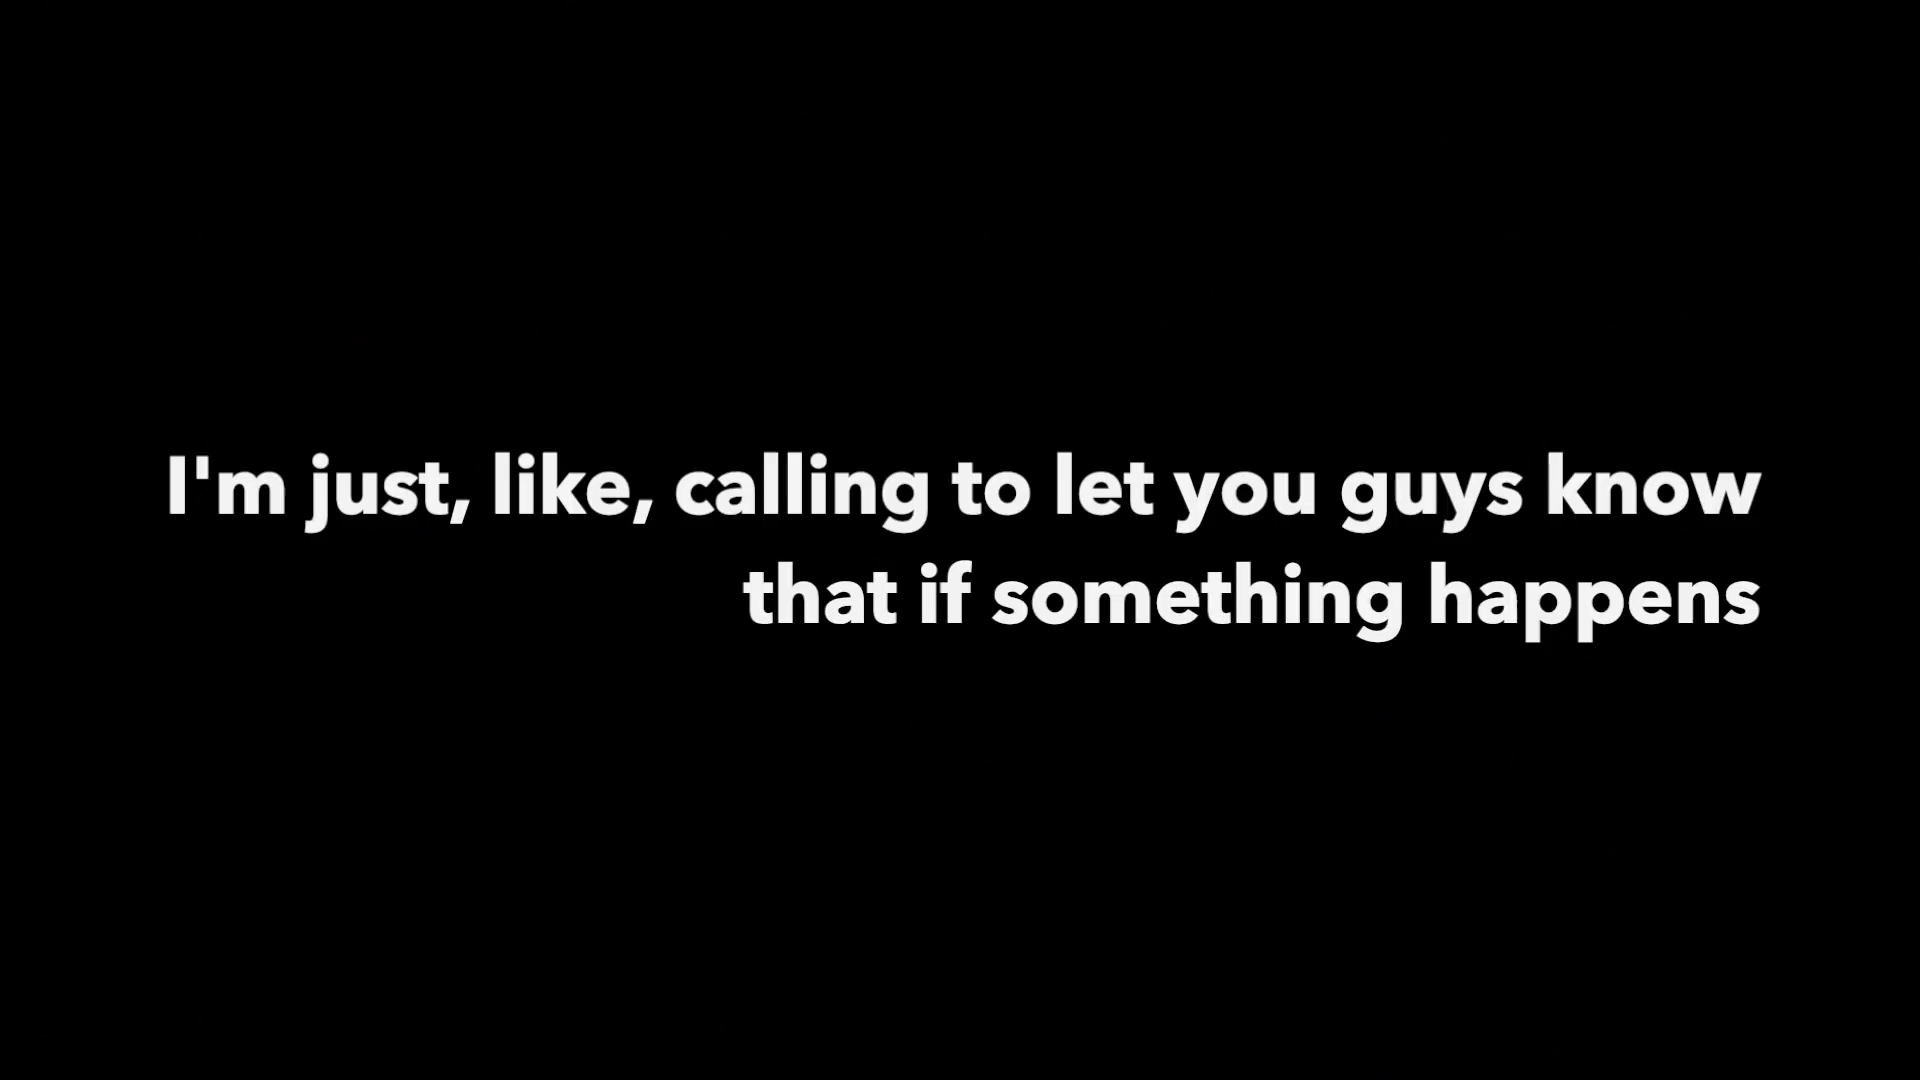 I'm just, like, calling to let you guys know
that if something happens